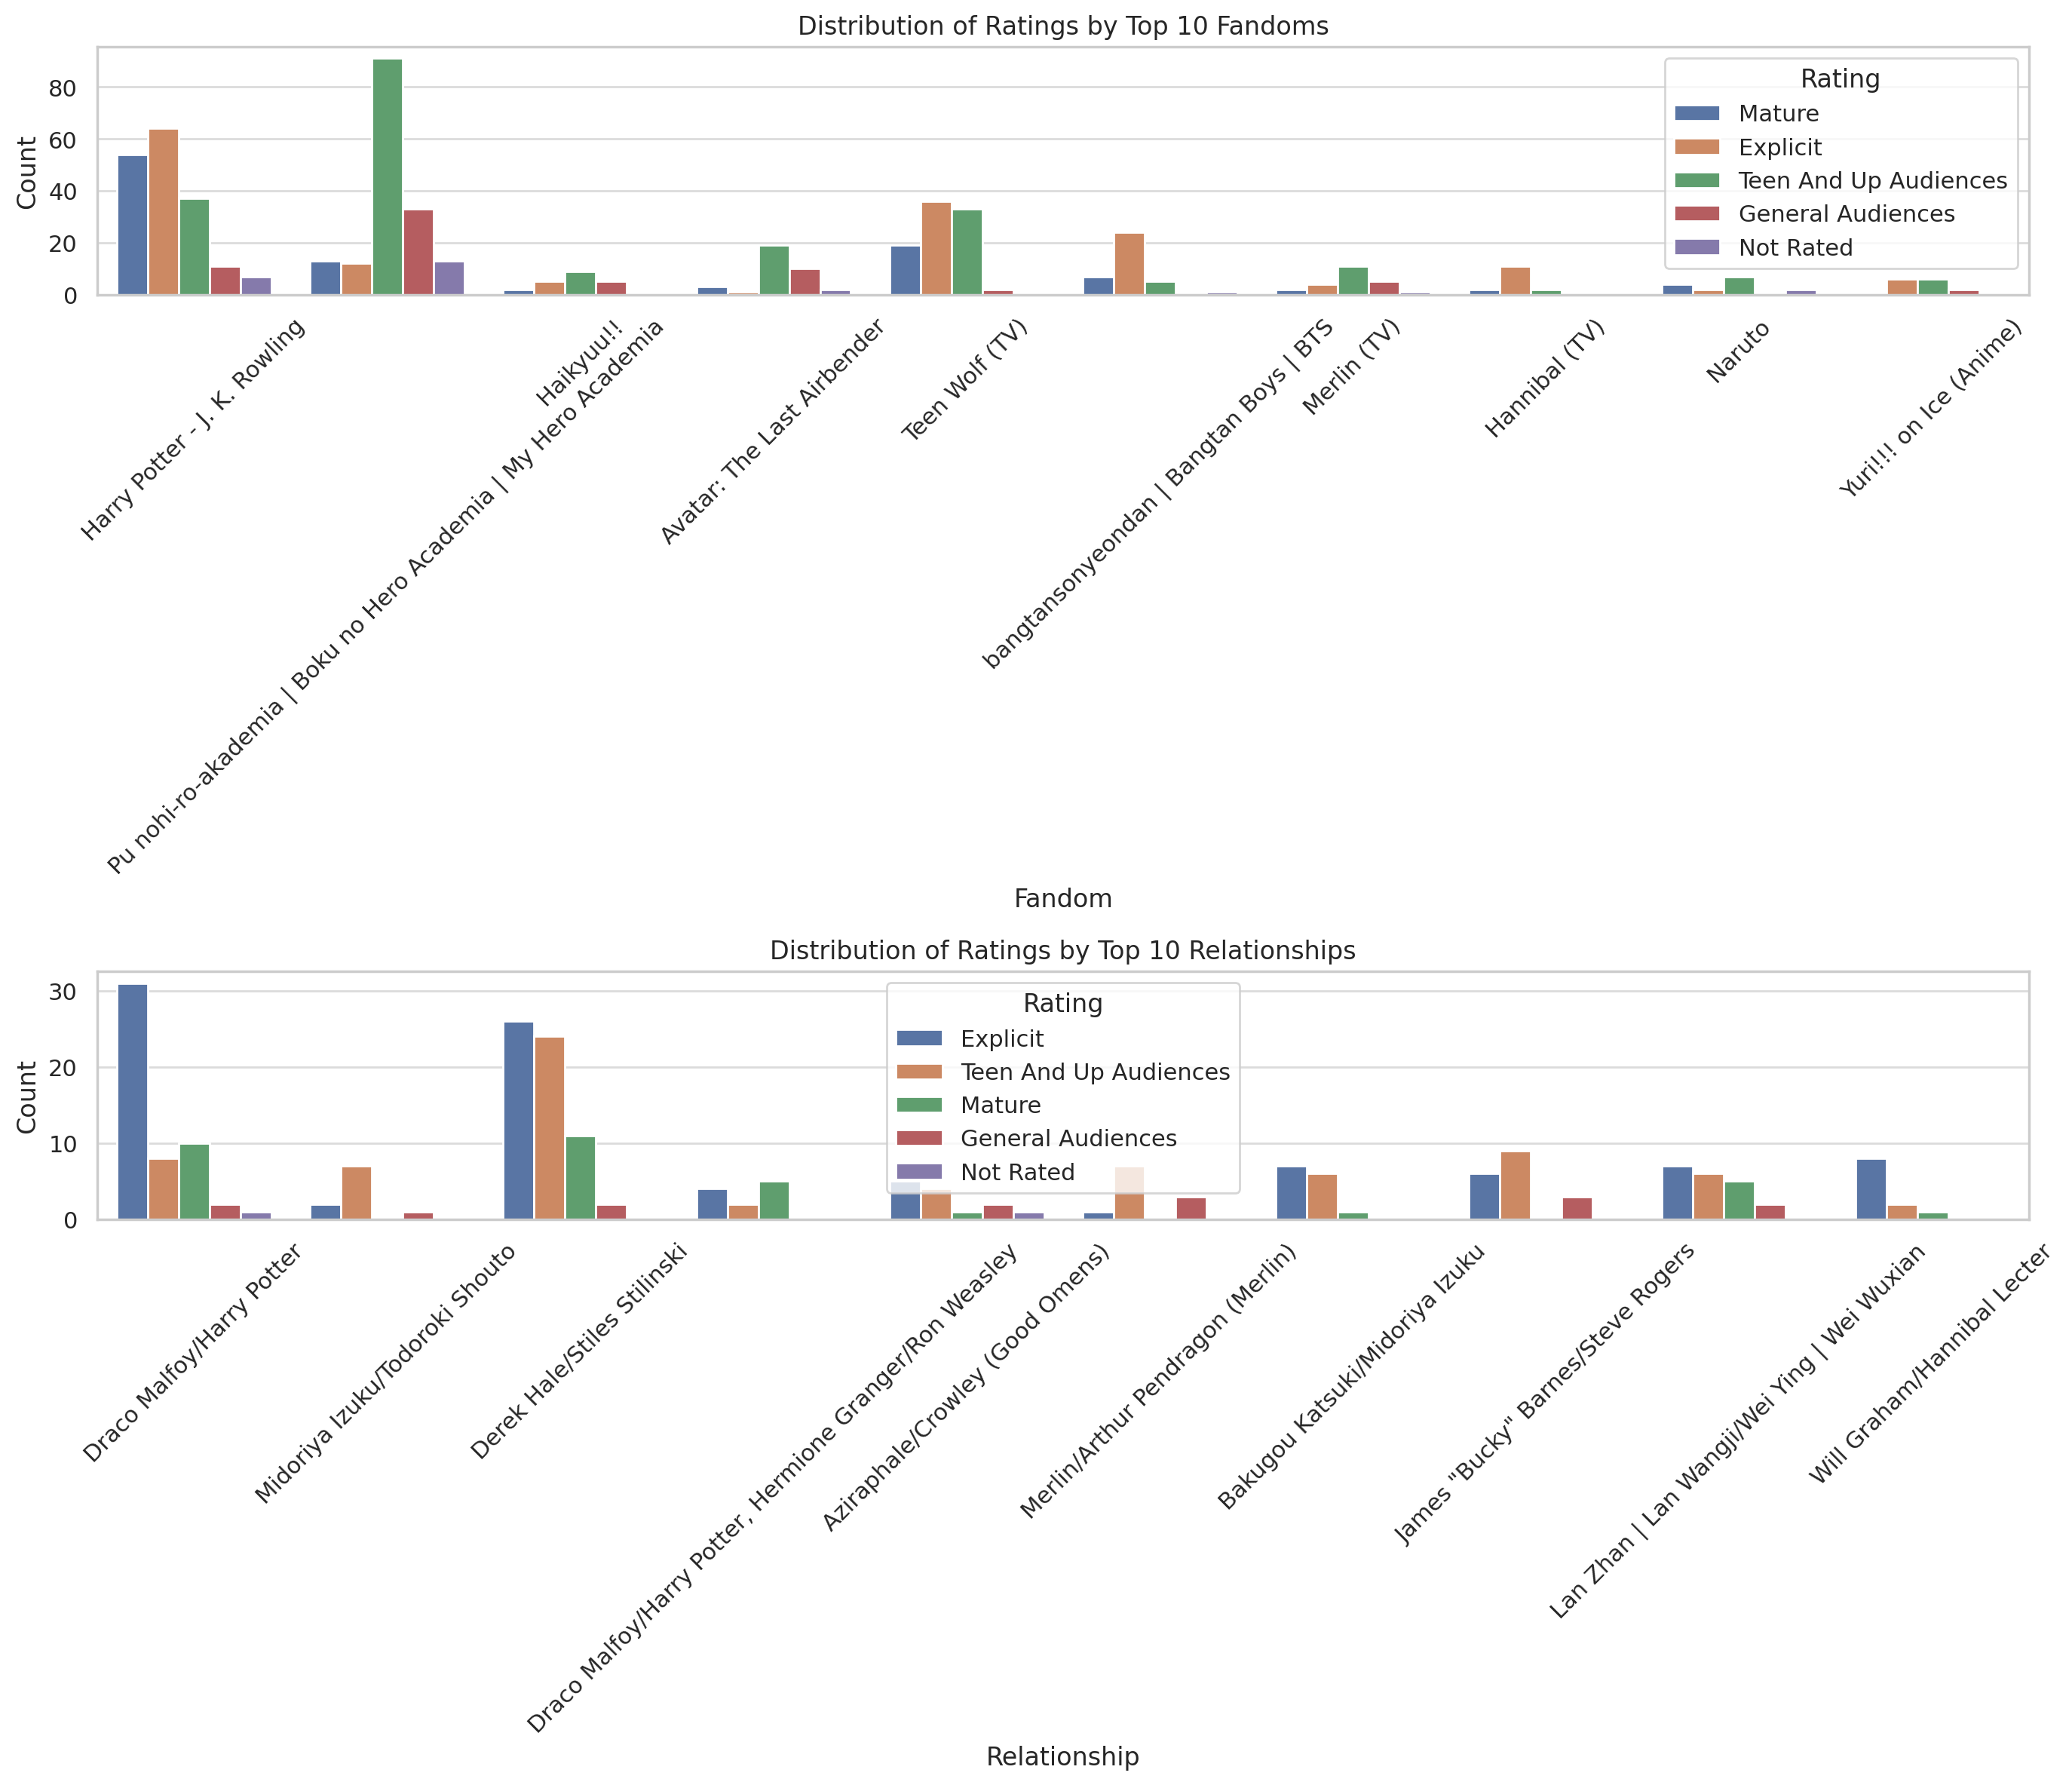 Distribution of Ratings by Top 10 Fandoms
Count
80
60
40
20
0
Rating
Mature
Explicit
Teen And Up Audiences
General Audiences
Not Rated
Harry Potter - J. K. Rowling
Pu nohi-ro-akademia | Boku no Hero Academia | My Hero Academia
Haikyuu!!
Avatar: The Last Airbender
Teen Wolf (TV)
bangtansonyeondan | Bangtan Boys | BTS
Merlin (TV)
Hannibal (TV)
Naruto
Yuri!!! on Ice (Anime)
Fandom
Distribution of Ratings by Top 10 Relationships
Count
30
20
10
0
Rating
Explicit
Teen And Up Audiences
Mature
General Audiences
Not Rated
Draco Malfoy/Harry Potter
Midoriya Izuku/Todoroki Shouto
Derek Hale/Stiles Stilinski
Draco Malfoy/Harry Potter, Hermione Granger/Ron Weasley
Aziraphale/Crowley (Good Omens)
Merlin/Arthur Pendragon (Merlin)
Bakugou Katsuki/Midoriya Izuku
James "Bucky" Barnes/Steve Rogers
Lan Zhan | Lan Wangji/Wei Ying | Wei Wuxian
Will Graham/Hannibal Lecter
Relationship